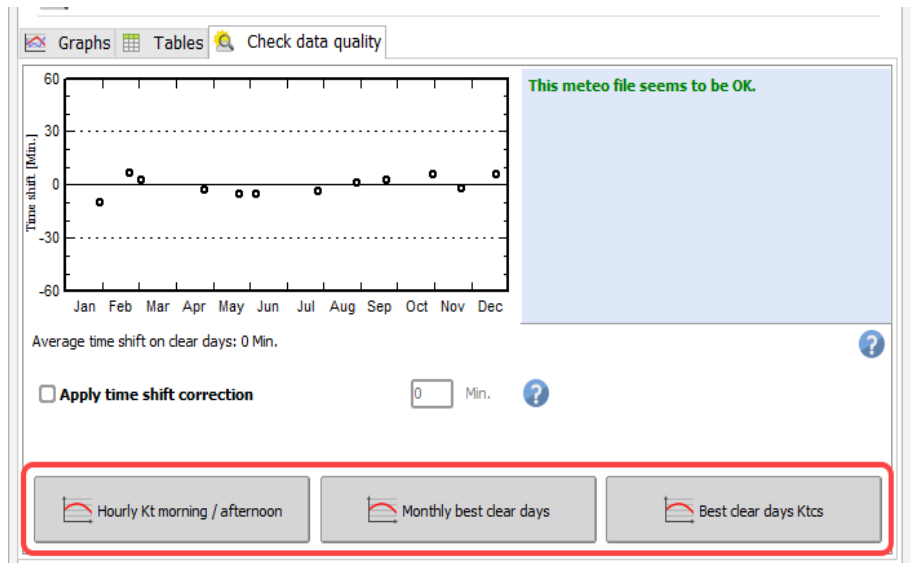 Graphs
Tables
Check data quality
60
30
0
-30
-60
Time shift. [Min.]
Jan Feb Mar Apr May Jun Jul Aug Sep Oct Nov Dec
This meteo file seems to be OK.
Average time shift on clear days: 0 Min.
?
Apply time shift correction
0
Min.
?
Hourly Kt morning / afternoon
Monthly best clear days
Best clear days Ktcs